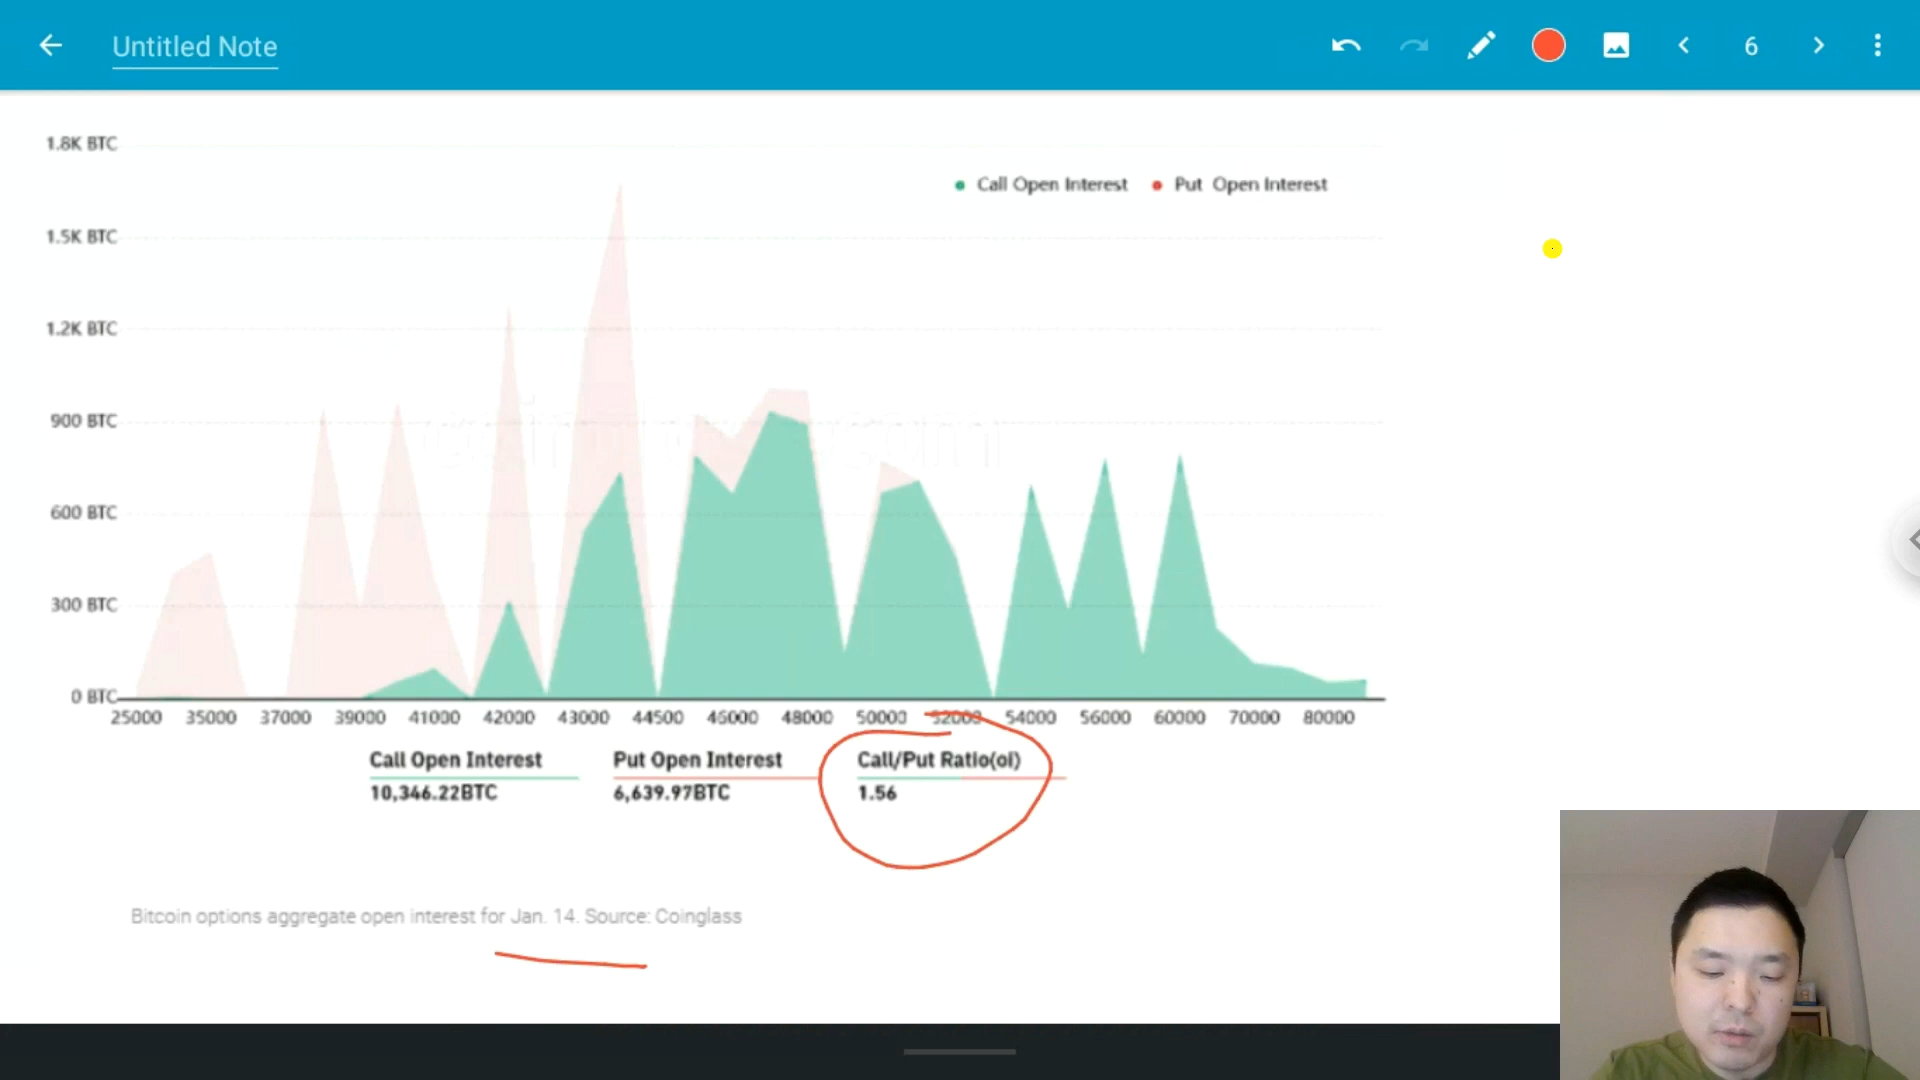 Untitled Note
6
1.8K BTC
Call Open Interest Put Open Interest
1.5K BTC
1.2K BTC
900 BTC
600 BTC
300 BTC
0 BTC
25000 35000 37000 39000 41000 42000 43000 44500 46000 48000 50000 52000 54000 56000 60000 70000 80000
Call Open Interest Put Open Interest Call/Put Ratio(oi)
10,346.22BTC 6,639.97BTC 1.56
Bitcoin options aggregate open interest for Jan. 14. Source: Coinglass